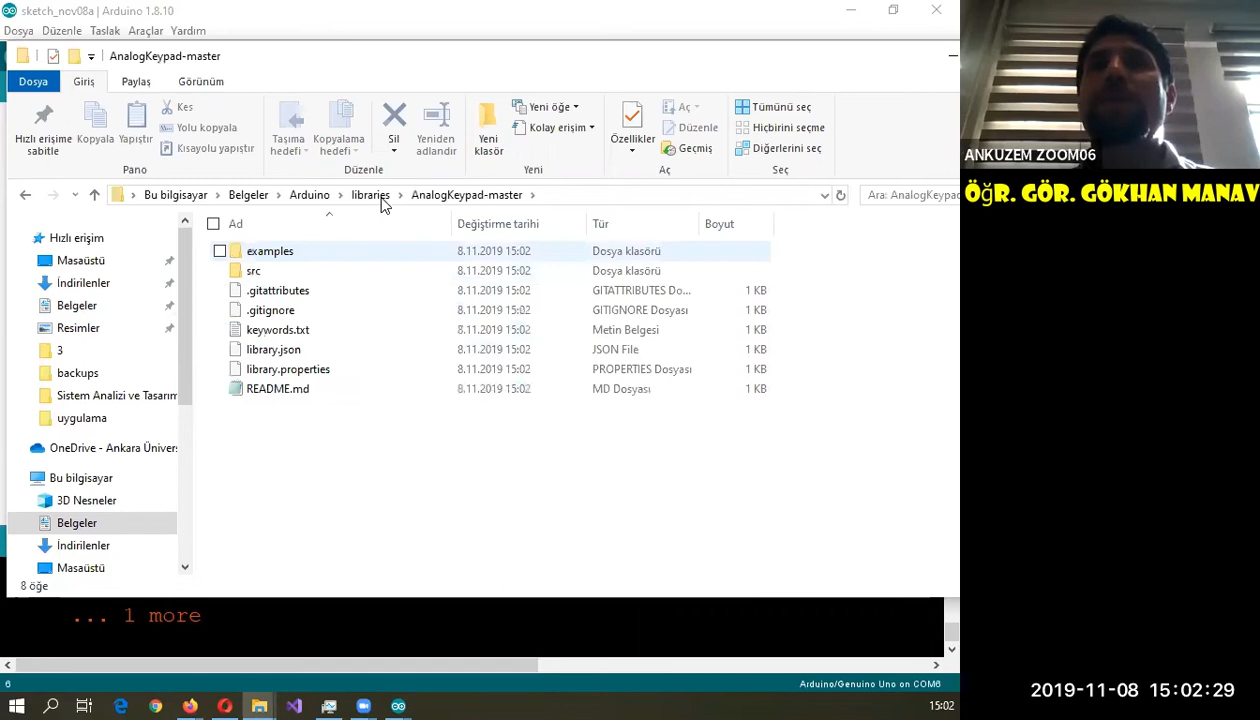 sketch_nov08a | Arduino 1.8.10
Dosya Düzenle Taslak Araçlar Yardım
AnalogKeypad-master
Dosya Giriş Paylaş Görünüm
Hızlı erişime sabitle
Kopyala
Yapıştır
Kes
Yolu kopyala
Kısayolu yapıştır
Taşıma hedefi
Kopyalama hedefi
Sil
Yeniden adlandır
Yeni klasör
Yeni öğe
Kolay erişim
Özellikler
Aç
Düzenle
Geçmiş
Tümünü seç
Hiçbirini seçme
Diğerlerini seç
Pano Düzenle Yeni Aç Seç
Bu bilgisayar > Belgeler > Arduino > libraries > AnalogKeypad-master >
Ara: AnalogKeypad
Hızlı erişim
Masaüstü
İndirilenler
Belgeler
Resimler
3
backups
Sistem Analizi ve Tasarım
uygulama
OneDrive - Ankara Üniver
Bu bilgisayar
3D Nesneler
Belgeler
İndirilenler
Masaüstü
Ad Değiştirme tarihi Tür Boyut
examples 8.11.2019 15:02 Dosya klasörü
src 8.11.2019 15:02 Dosya klasörü
.gitattributes 8.11.2019 15:02 GITATTRIBUTES Do... 1 KB
.gitignore 8.11.2019 15:02 GITIGNORE Dosyası 1 KB
keywords.txt 8.11.2019 15:02 Metin Belgesi 1 KB
library.json 8.11.2019 15:02 JSON File 1 KB
library.properties 8.11.2019 15:02 PROPERTIES Dosyası 1 KB
README.md 8.11.2019 15:02 MD Dosyası 1 KB
8 öğe
... 1 more
6
Arduino/Genuino Uno on COM6
15:02
ANKUZEM ZOOM06
ÖĞR. GÖR. GÖKHAN MANAV
2019-11-08 15:02:29